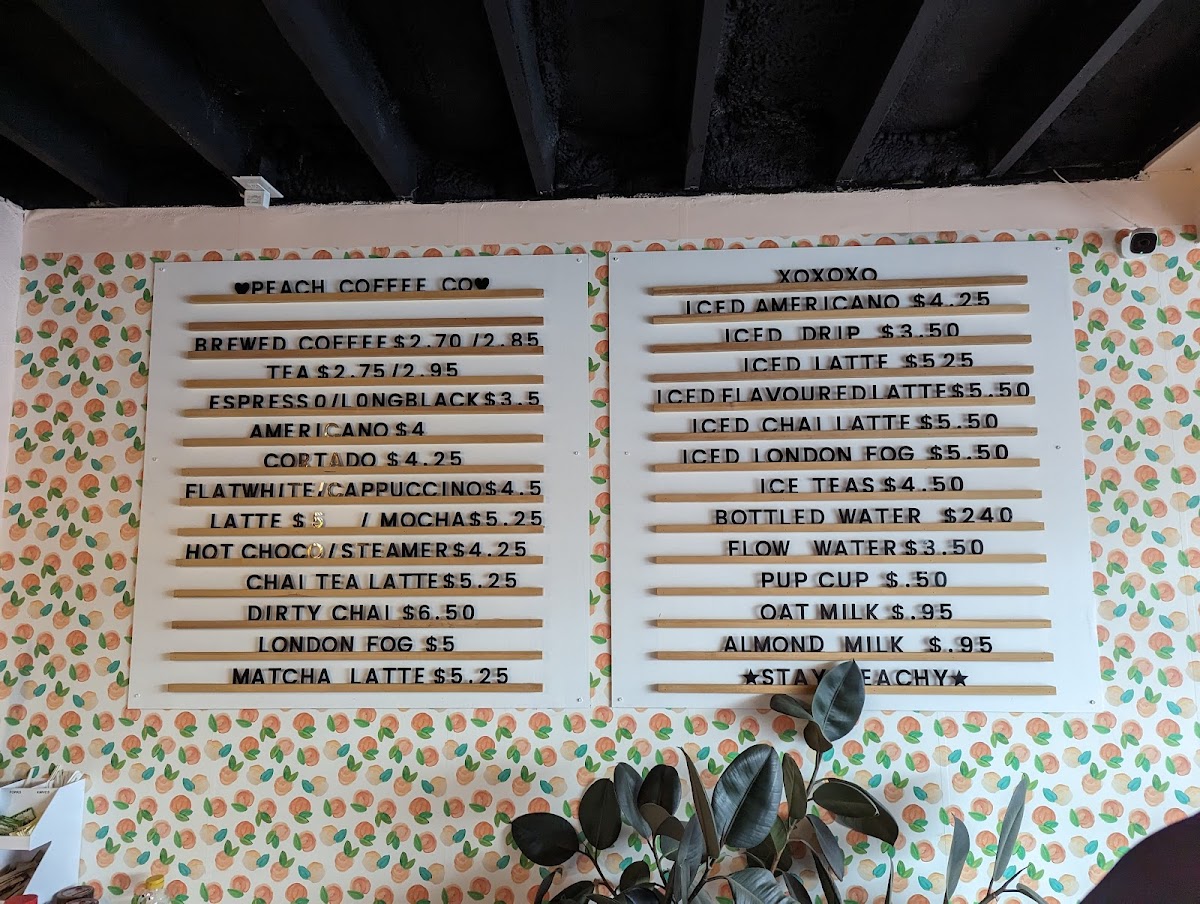 ♥PEACH COFFEE CO♥
BREWED COFFEE $2.70 /2.85
TEA $2.75/2.95
ESPRESSO/LONGBLACK $3.5
AMERICANO $4
CORTADO $4.25
FLATWHITE/CAPPUCCINO $4.5
LATTE $5 / MOCHA $5.25
HOT CHOCO/STEAMER $4.25
CHAI TEA LATTE $5.25
DIRTY CHAI $6.50
LONDON FOG $5
MATCHA LATTE $5.25
XOXOXO
ICED AMERICANO $4.25
ICED DRIP $3.50
ICED LATTE $525
ICED FLAVOURED LATTE $5.50
ICED CHAI LATTE $5.50
ICED LONDON FOG $5.50
ICE TEAS $4.50
BOTTLED WATER $240
FLOW WATER $3.50
PUP CUP $.50
OAT MILK $.95
ALMOND MILK $.95
★STAY PEACHY★